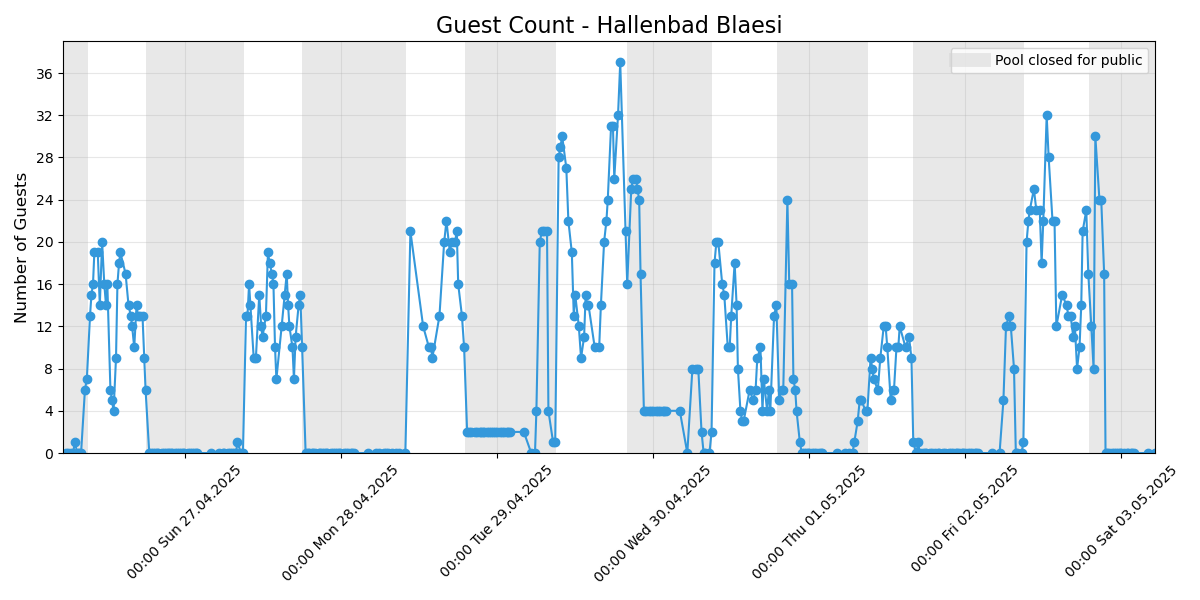 Guest Count - Hallenbad Blaesi
Pool closed for public
Number of Guests
36
32
28
24
20
16
12
8
4
0
00:00 Sun 27.04.2025
00:00 Mon 28.04.2025
00:00 Tue 29.04.2025
00:00 Wed 30.04.2025
00:00 Thu 01.05.2025
00:00 Fri 02.05.2025
00:00 Sat 03.05.2025